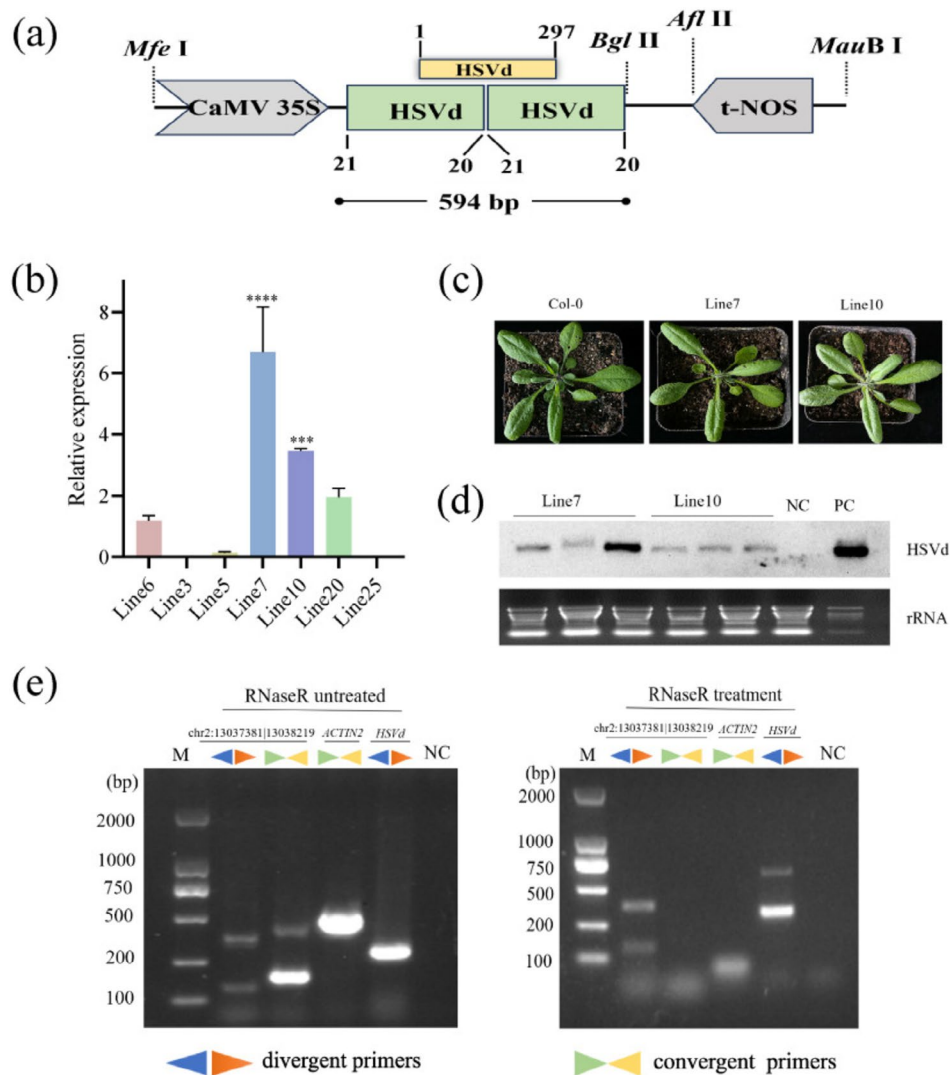 (a)
Mfe I
1
297
Bgl II
Afl II
MauB I
HSVd
CaMV 35S
HSVd
HSVd
t-NOS
21
20
21
20
594 bp
(b)
Relative expression
8
6
4
2
0
****
***
Line6
Line3
Line5
Line7
Line10
Line20
Line25
(c)
Col-0
Line7
Line10
(d)
Line7
Line10
NC
PC
HSVd
rRNA
(e)
RNaseR untreated
chr2:13037381|13038219
ACTIN2
HSVd
M
NC
(bp)
2000
1000
750
500
200
100
RNaseR treatment
chr2:13037381|13038219
ACTIN2
HSVd
M
NC
(bp)
2000
1000
750
500
200
100
divergent primers
convergent primers